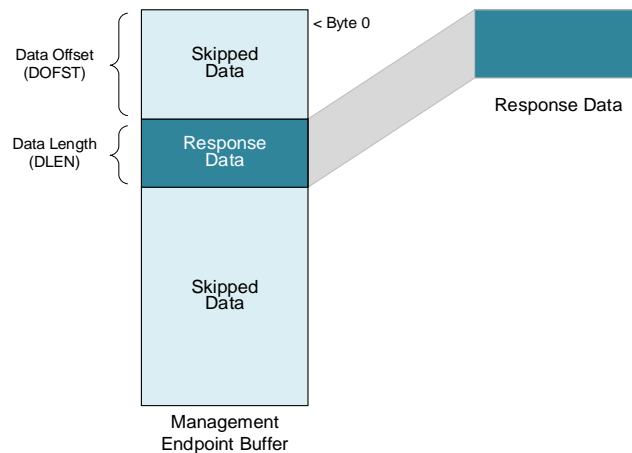 < Byte 0
Data Offset
(DOFST)
Skipped
Data
Response Data
Data Length
(DLEN)
Response
Data
Skipped
Data
Management
Endpoint Buffer